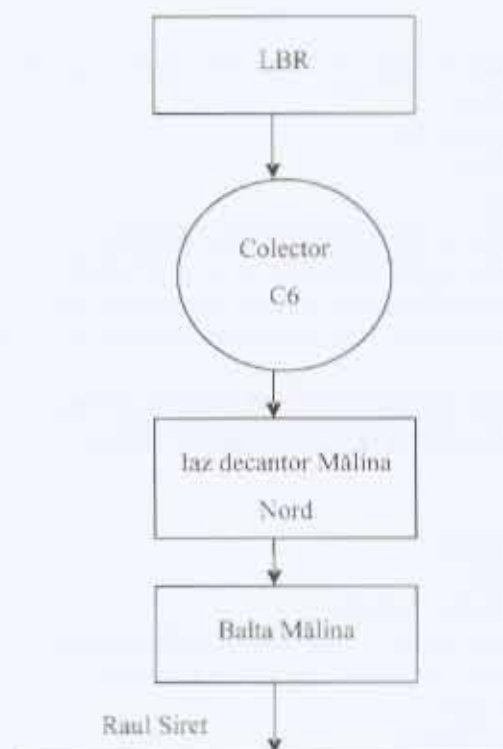 LBR
Colector
C6
Iaz decantor Mălina
Nord
Balta Mălina
Raul Siret